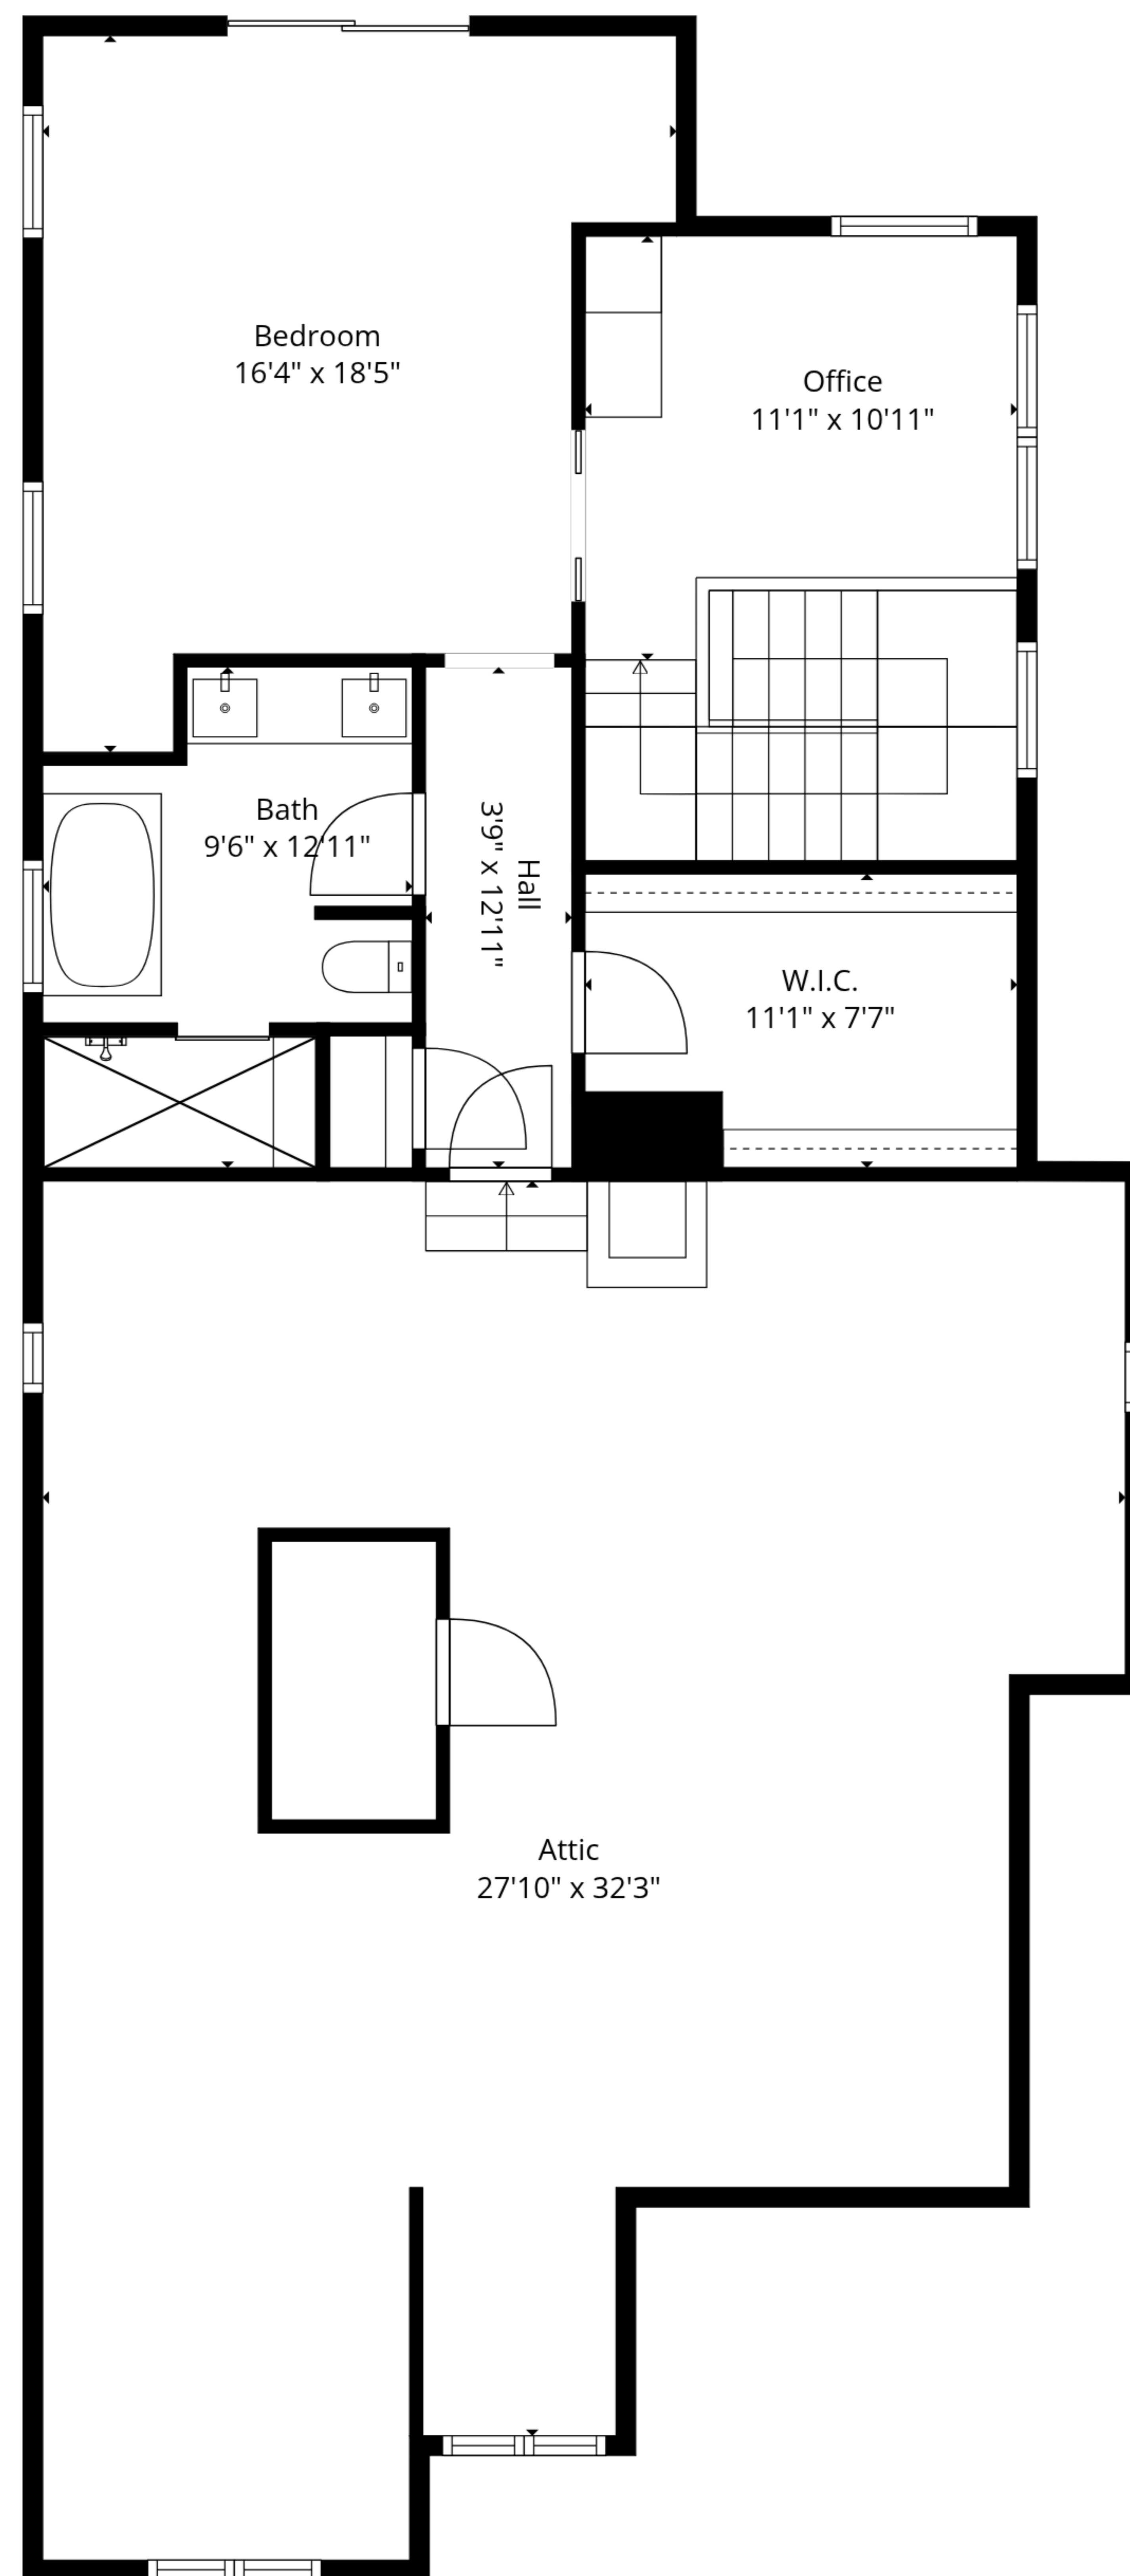 Bedroom
16'4" x 18'5"
Office
11'1" x 10'11"
Bath
9'6" x 12'11"
Hall
3'9" x 12'11"
W.I.C.
11'1" x 7'7"
Attic
27'10" x 32'3"